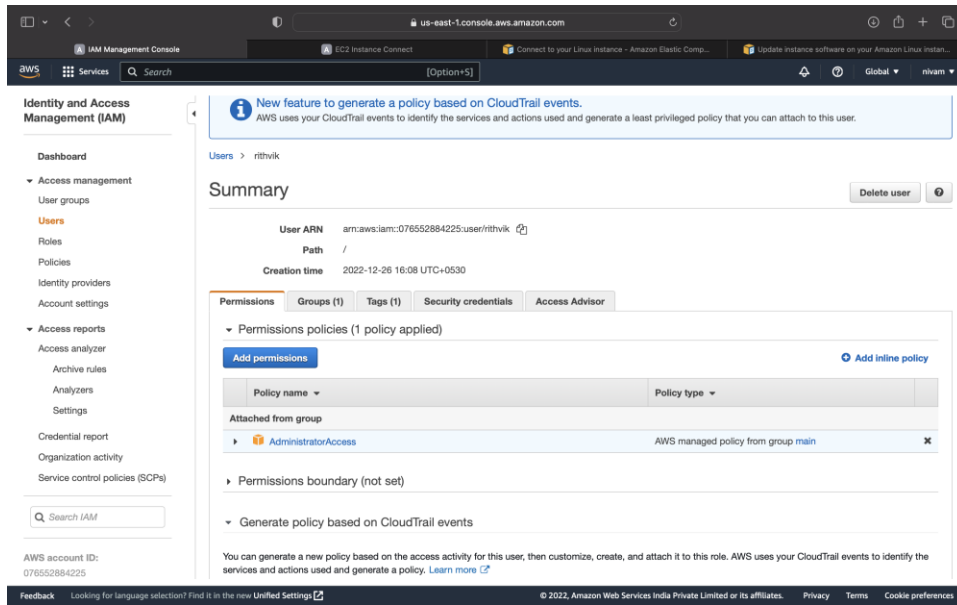 us-east-1.console.aws.amazon.com
IAM Management Console
EC2 Instance Connect
Connect to your Linux instance - Amazon Elastic Comp...
Update instance software on your Amazon Linux instan...
aws
Services
Search
[Option+S]
Global
nivam
Identity and Access
Management (IAM)
Dashboard
Access management
User groups
Users
Roles
Policies
Identity providers
Account settings
Access reports
Access analyzer
Archive rules
Analyzers
Settings
Credential report
Organization activity
Service control policies (SCPs)
Search IAM
AWS account ID:
076552884225
New feature to generate a policy based on CloudTrail events.
AWS uses your CloudTrail events to identify the services and actions used and generate a least privileged policy that you can attach to this user.
Users > rithvik
Summary
Delete user
User ARN arn:aws:iam::076552884225:user/rithvik
Path /
Creation time 2022-12-26 16:08 UTC+0530
Permissions
Groups (1)
Tags (1)
Security credentials
Access Advisor
Permissions policies (1 policy applied)
Add permissions
Add inline policy
Policy name
Policy type
Attached from group
AdministratorAccess
AWS managed policy from group main
Permissions boundary (not set)
Generate policy based on CloudTrail events
You can generate a new policy based on the access activity for this user, then customize, create, and attach it to this role. AWS uses your CloudTrail events to identify the
services and actions used and generate a policy. Learn more
Feedback
Looking for language selection? Find it in the new Unified Settings
© 2022, Amazon Web Services India Private Limited or its affiliates.
Privacy
Terms
Cookie preferences